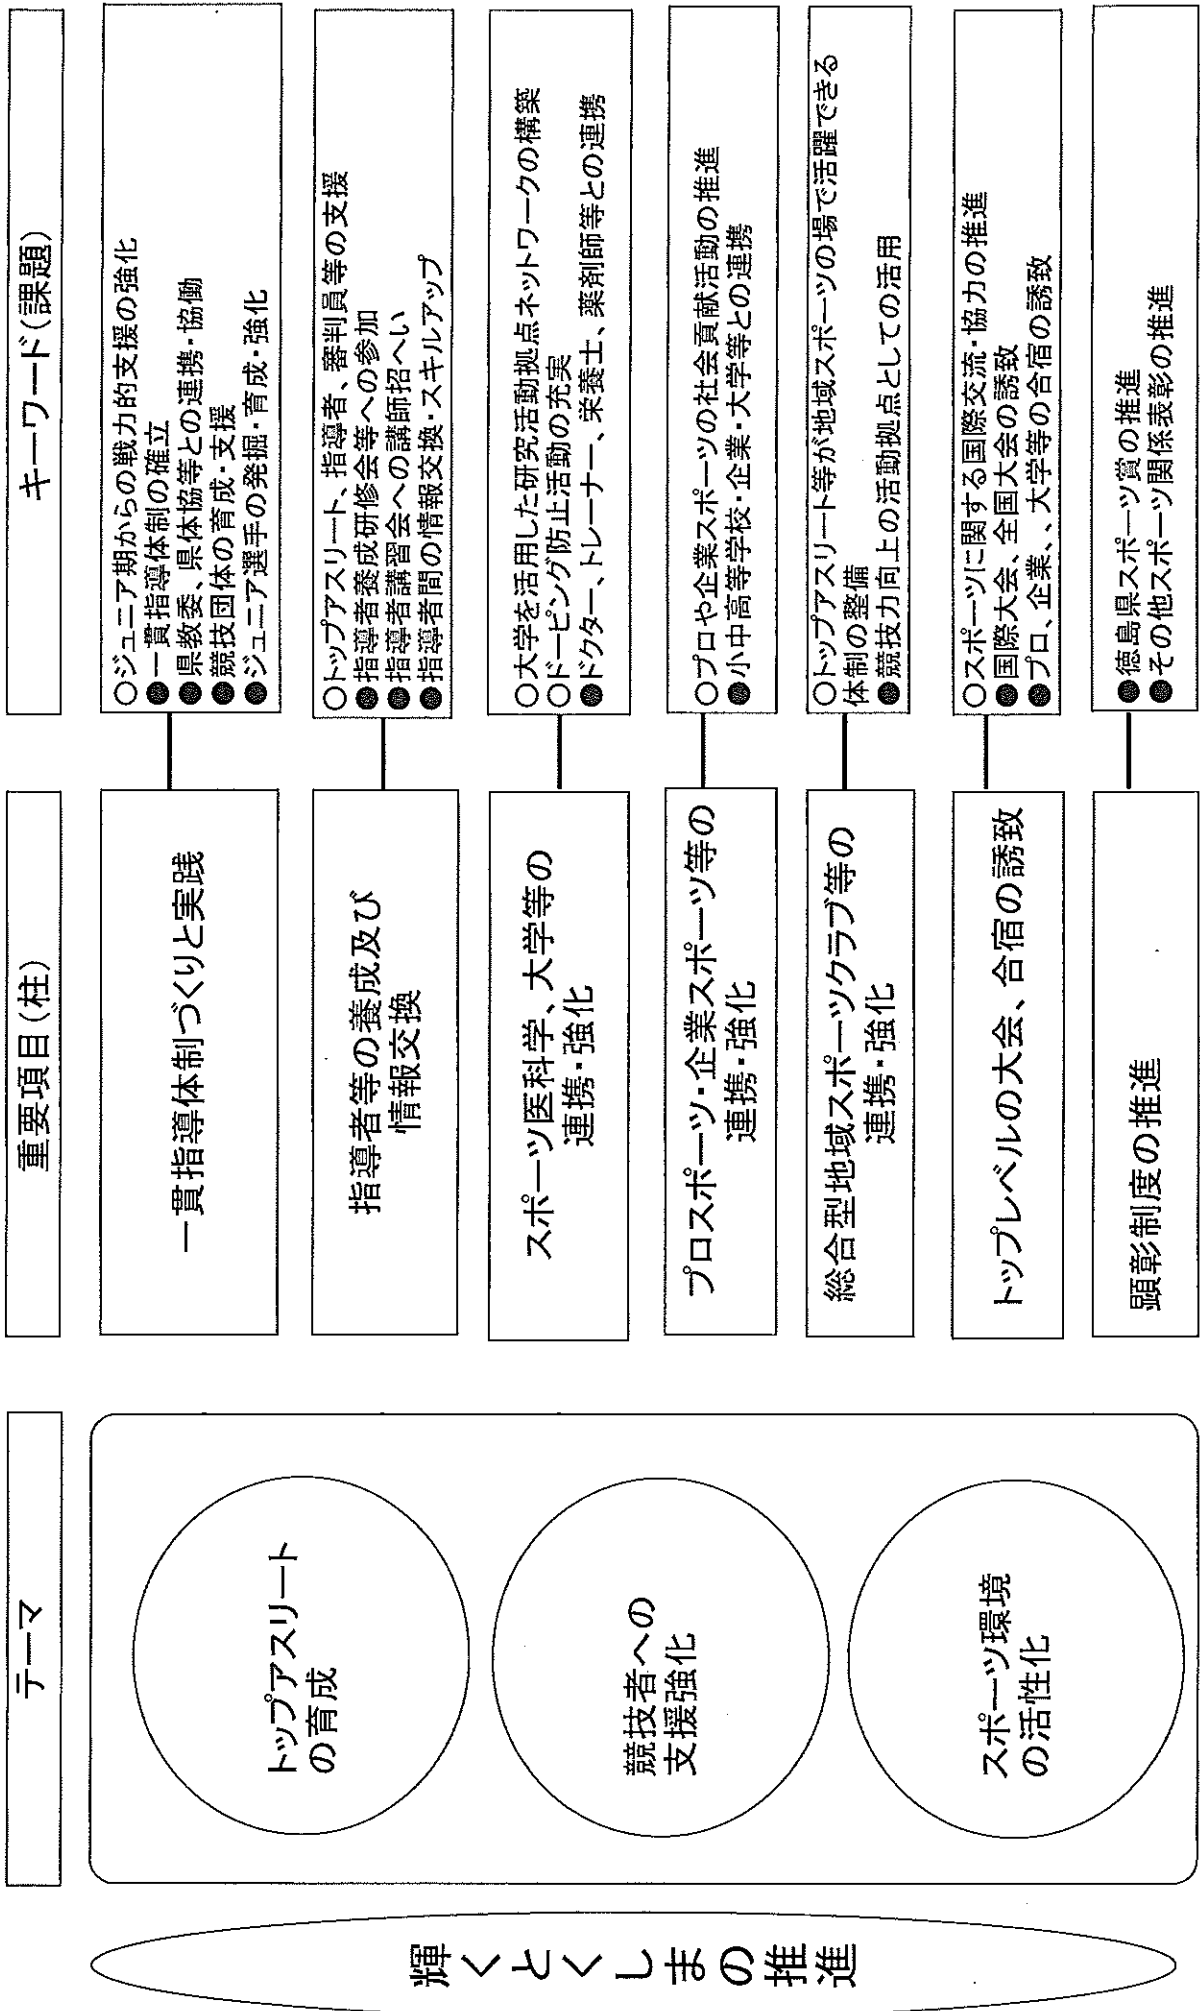 輝くとくしまの推進
テーマ
トップアスリート
の育成
競技者への
支援強化
スポーツ環境
の活性化
重要項目(柱)
一貫指導体制づくりと実践
指導者等の養成及び
情報交換
スポーツ医科学、大学等の
連携・強化
プロスポーツ・企業スポーツ等の
連携・強化
総合型地域スポーツクラブ等の
連携・強化
トップレベルの大会、合宿の誘致
顕彰制度の推進
キーワード(課題)
○ジュニア期からの戦力的支援の強化
●一貫指導体制の確立
●県教委、県体協等との連携・協働
●競技団体の育成・支援
●ジュニア選手の発掘・育成・強化
○トップアスリート、指導者、審判員等の支援
●指導者養成研修会等への参加
●指導者講習会への講師招へい
●指導者間の情報交換・スキルアップ
○大学を活用した研究活動拠点ネットワークの構築
○ドーピング防止活動の充実
●ドクター、トレーナー、栄養士、薬剤師等との連携
○プロや企業スポーツの社会貢献活動の推進
●小中高等学校・企業・大学等との連携
○トップアスリート等が地域スポーツの場で活躍できる
体制の整備
●競技力向上の活動拠点としての活用
○スポーツに関する国際交流・協力の推進
●国際大会、全国大会の誘致
●プロ、企業、、大学等の合宿の誘致
●徳島県スポーツ賞の推進
●その他スポーツ関係表彰の推進